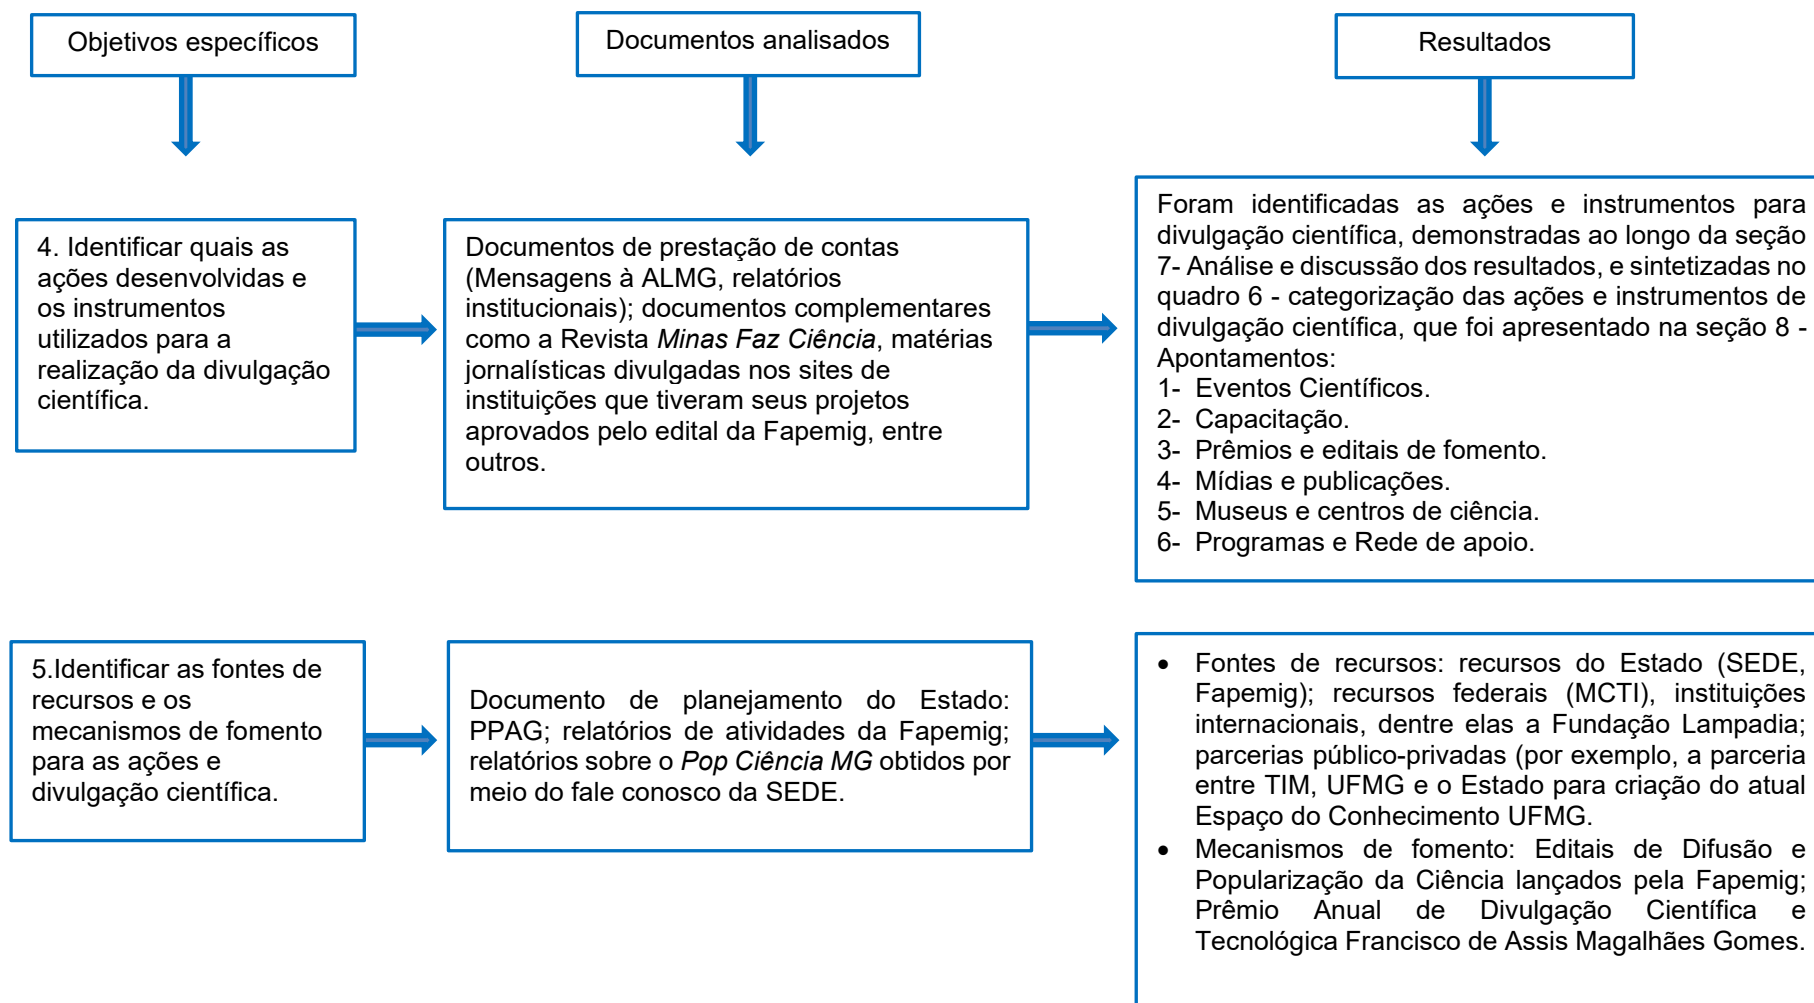 Objetivos específicos
Documentos analisados
Resultados
4. Identificar quais as
ações desenvolvidas e
os instrumentos
utilizados para a
realização da divulgação
científica.
Documentos de prestação de contas
(Mensagens à ALMG, relatórios
institucionais); documentos complementares
como a Revista Minas Faz Ciência, matérias
jornalísticas divulgadas nos sites de
instituições que tiveram seus projetos
aprovados pelo edital da Fapemig, entre
outros.
Foram identificadas as ações e instrumentos para
divulgação científica, demonstradas ao longo da seção
7- Análise e discussão dos resultados, e sintetizadas no
quadro 6 - categorização das ações e instrumentos de
divulgação científica, que foi apresentado na seção 8 -
Apontamentos:
1- Eventos Científicos.
2- Capacitação.
3- Prêmios e editais de fomento.
4- Mídias e publicações.
5- Museus e centros de ciência.
6- Programas e Rede de apoio.
5.Identificar as fontes de
recursos e os
mecanismos de fomento
para as ações e
divulgação científica.
Documento de planejamento do Estado:
PPAG; relatórios de atividades da Fapemig;
relatórios sobre o Pop Ciência MG obtidos por
meio do fale conosco da SEDE.
• Fontes de recursos: recursos do Estado (SEDE,
Fapemig); recursos federais (MCTI), instituições
internacionais, dentre elas a Fundação Lampadia;
parcerias público-privadas (por exemplo, a parceria
entre TIM, UFMG e o Estado para criação do atual
Espaço do Conhecimento UFMG.
• Mecanismos de fomento: Editais de Difusão e
Popularização da Ciência lançados pela Fapemig;
Prêmio Anual de Divulgação Científica e
Tecnológica Francisco de Assis Magalhães Gomes.